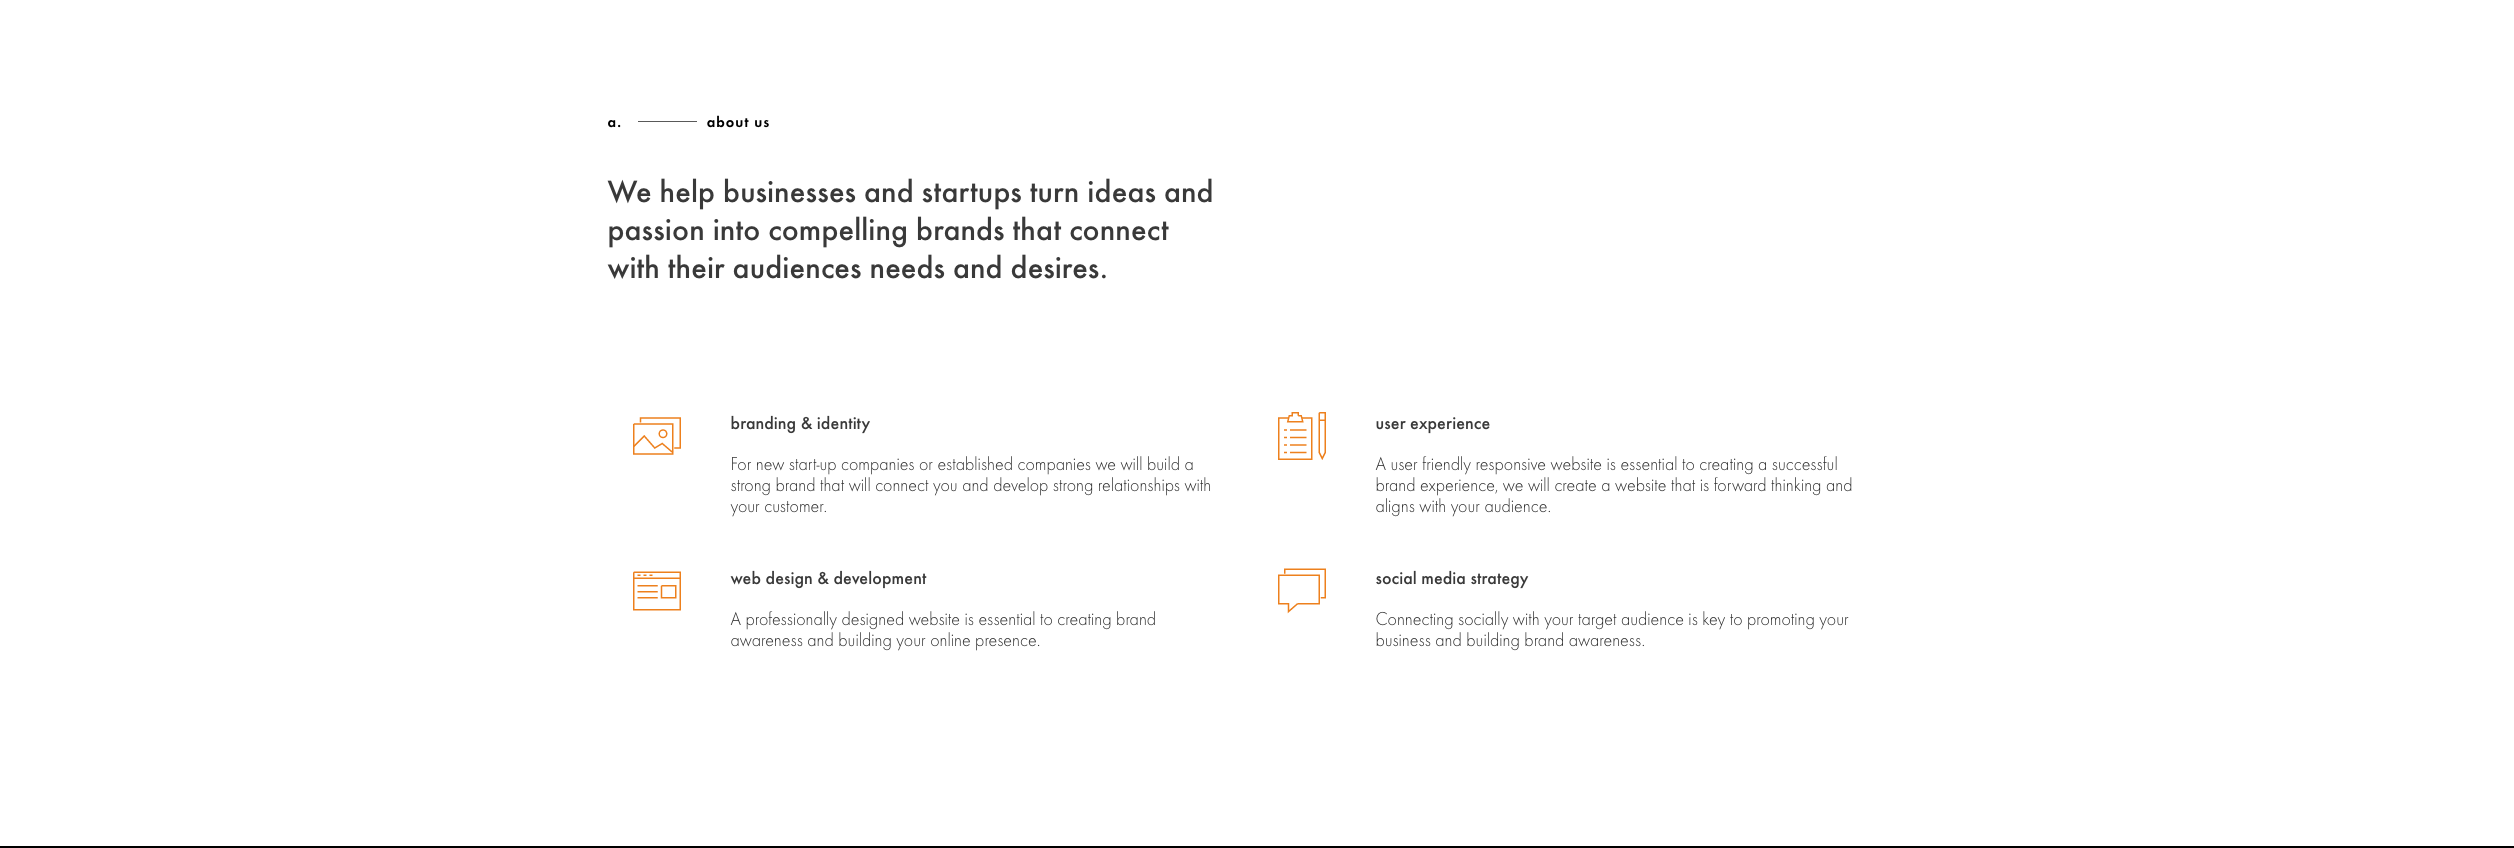 a. about us
We help businesses and startups turn ideas and
passion into compelling brands that connect
with their audiences needs and desires.
branding & identity
For new start-up companies or established companies we will build a
strong brand that will connect you and develop strong relationships with
your customer.
user experience
A user friendly responsive website is essential to creating a successful
brand experience, we will create a website that is forward thinking and
aligns with your audience.
web design & development
A professionally designed website is essential to creating brand
awareness and building your online presence.
social media strategy
Connecting socially with your target audience is key to promoting your
business and building brand awareness.